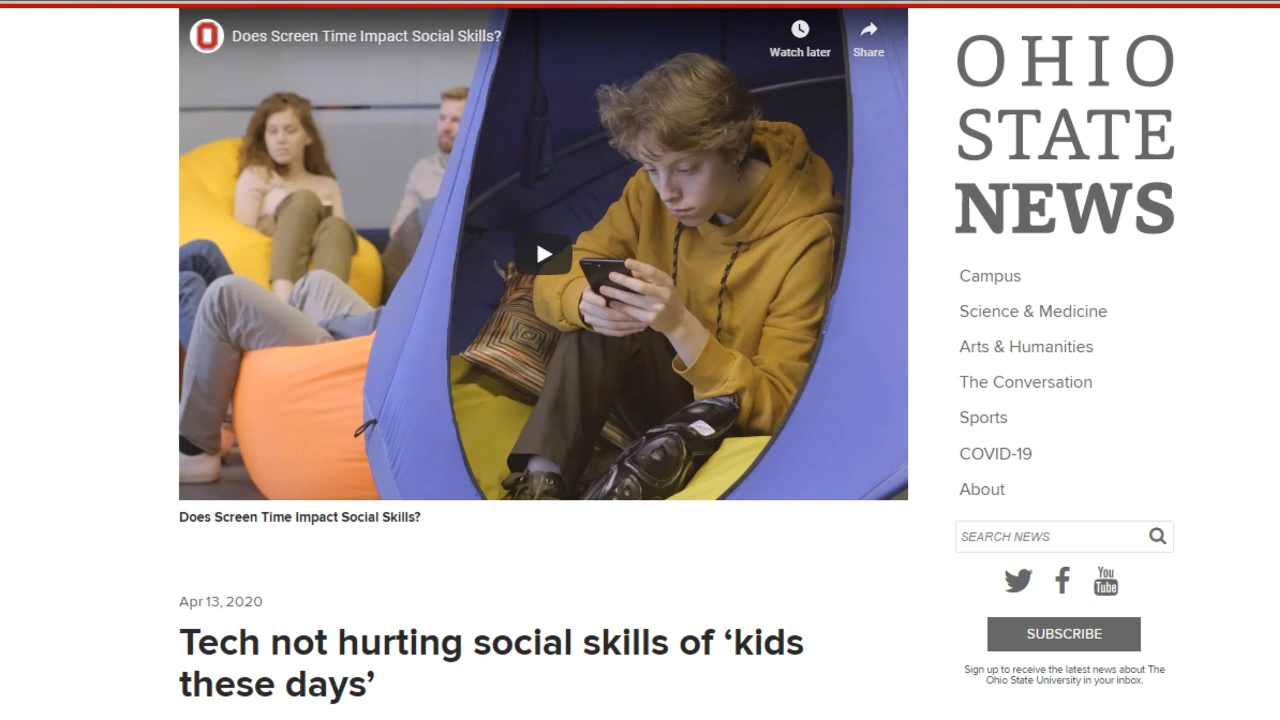 Does Screen Time Impact Social Skills?
Watch later
Share
Does Screen Time Impact Social Skills?
Apr 13, 2020
Tech not hurting social skills of ‘kids
these days’
OHIO
STATE
NEWS
Campus
Science & Medicine
Arts & Humanities
The Conversation
Sports
COVID-19
About
SEARCH NEWS
You
Tube
SUBSCRIBE
Sign up to receive the latest news about The
Ohio State University in your inbox.